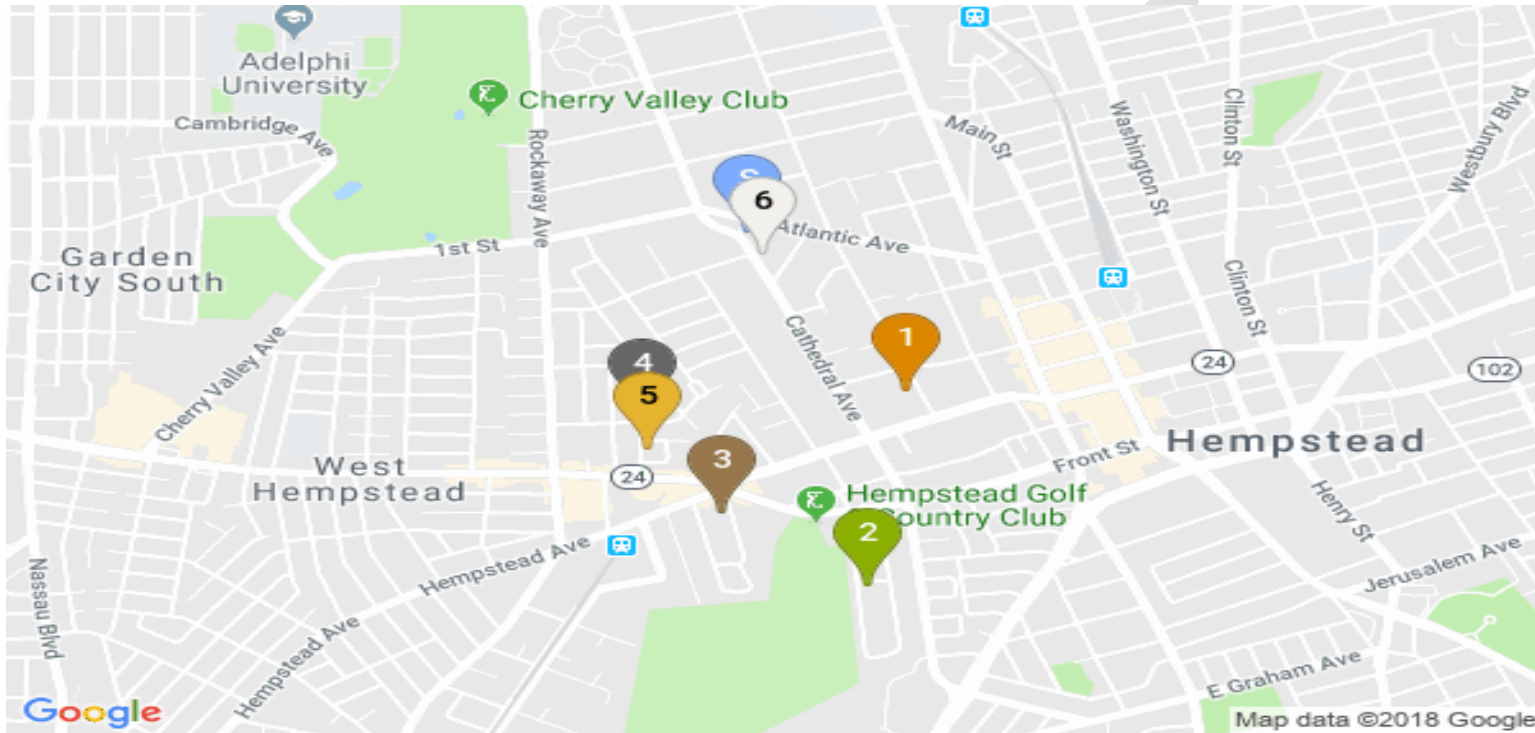 Adelphi
University
Cherry Valley Club
Cambridge Ave
Rockaway Ave
Main St
Washington St
Clinton St
Westbury Blvd
S
6
Atlantic Ave
1st St
Garden
City South
Clinton St
Cathedral Ave
1
24
102
Cherry Valley Ave
4
5
3
24
West
Hempstead
Hempstead
Front St
Hempstead Golf
Country Club
2
Henry St
Hempstead Ave
Jerusalem Ave
Nassau Blvd
Hempstead Ave
E Graham Ave
Google
Map data ©2018 Google